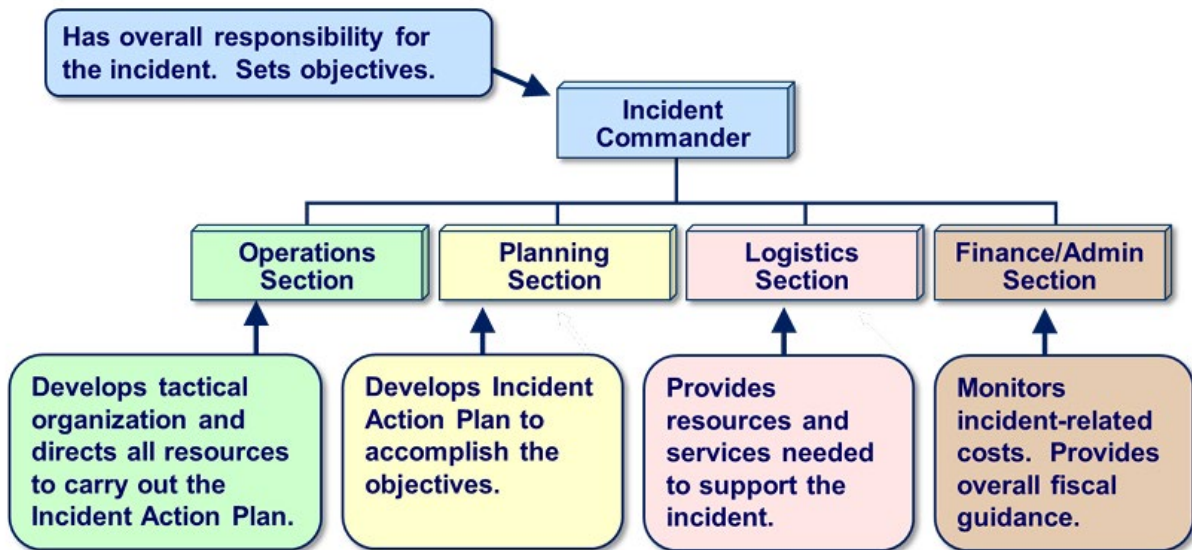 Has overall responsibility for
the incident. Sets objectives.
Incident
Commander
Operations
Section
Planning
Section
Logistics
Section
Finance/Admin
Section
Develops tactical
organization and
directs all resources
to carry out the
Incident Action Plan.
Develops Incident
Action Plan to
accomplish the
objectives.
Provides
resources and
services needed
to support the
incident.
Monitors
incident-related
costs. Provides
overall fiscal
guidance.